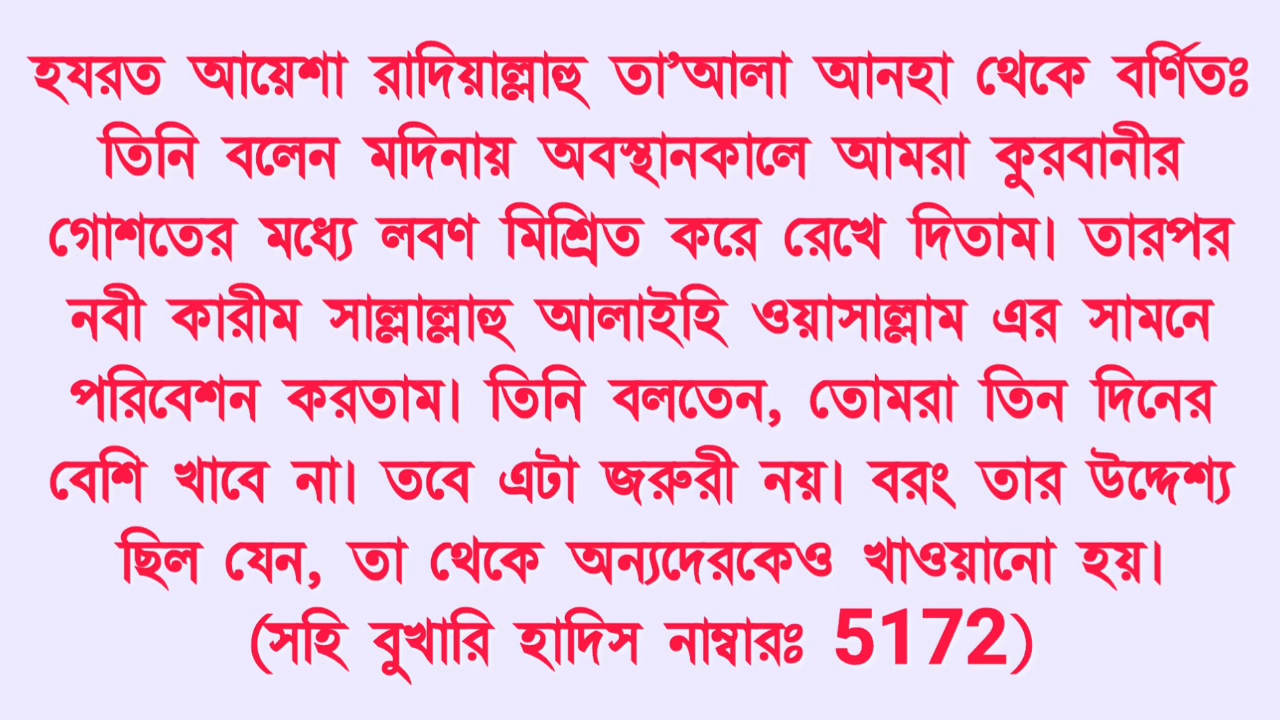 হযরত আয়েশা রাদিয়াল্লাহু তা’আলা আনহা থেকে বর্ণিতঃ
তিনি বলেন মদিনায় অবস্থানকালে আমরা কুরবানীর
গোশতের মধ্যে লবণ মিশ্রিত করে রেখে দিতাম। তারপর
নবী কারীম সাল্লাল্লাহু আলাইহি ওয়াসাল্লাম এর সামনে
পরিবেশন করতাম। তিনি বলতেন, তোমরা তিন দিনের
বেশি খাবে না। তবে এটা জরুরী নয়। বরং তার উদ্দেশ্য
ছিল যেন, তা থেকে অন্যদেরকেও খাওয়ানো হয়।
(সহি বুখারি হাদিস নাম্বারঃ 5172)